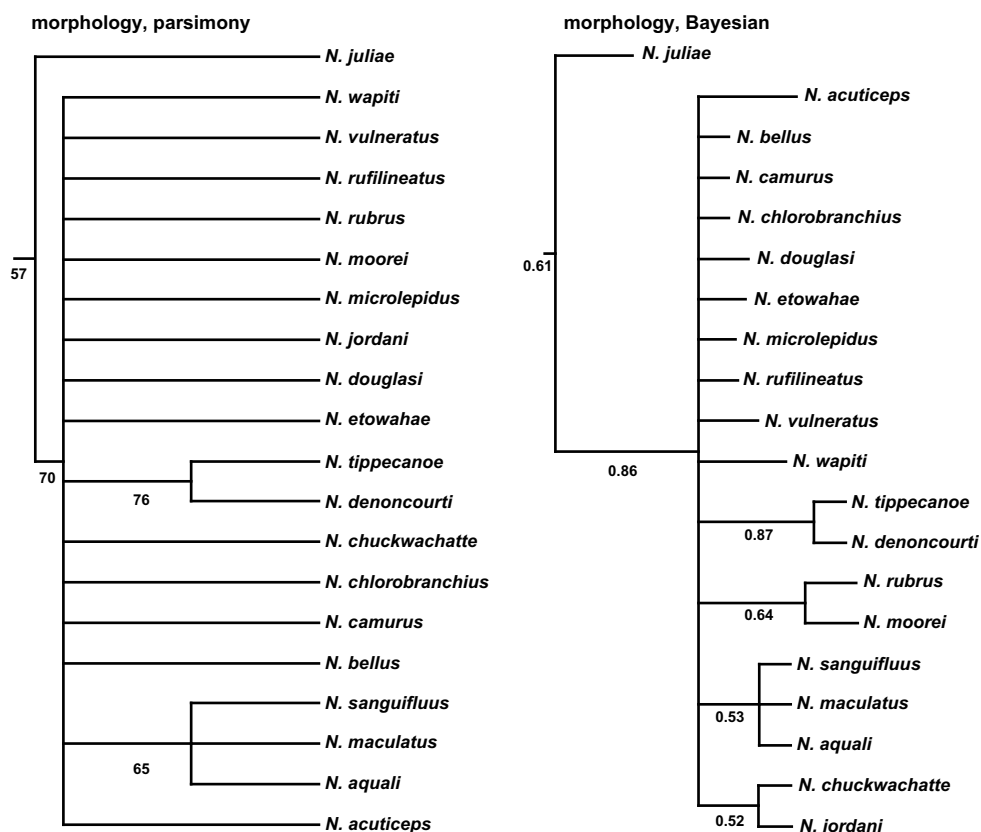 morphology, parsimony
N. juliae
N. wapiti
N. vulneratus
N. rufilineatus
N. rubrus
N. moorei
57
N. microlepidus
N. jordani
N. douglasi
N. etowahae
N. tippecanoe
70
76
N. denoncourti
N. chuckwachatte
N. chlorobranchius
N. camurus
N. bellus
N. sanguifluus
N. maculatus
65
N. aquali
N. acuticeps
morphology, Bayesian
N. juliae
N. acuticeps
N. bellus
N. camurus
N. chlorobranchius
N. douglasi
0.61
N. etowahae
N. microlepidus
N. rufilineatus
N. vulneratus
N. wapiti
0.86
N. tippecanoe
0.87
N. denoncourti
N. rubrus
0.64
N. moorei
N. sanguifluus
N. maculatus
0.53
N. aquali
N. chuckwachatte
0.52
N. jordani